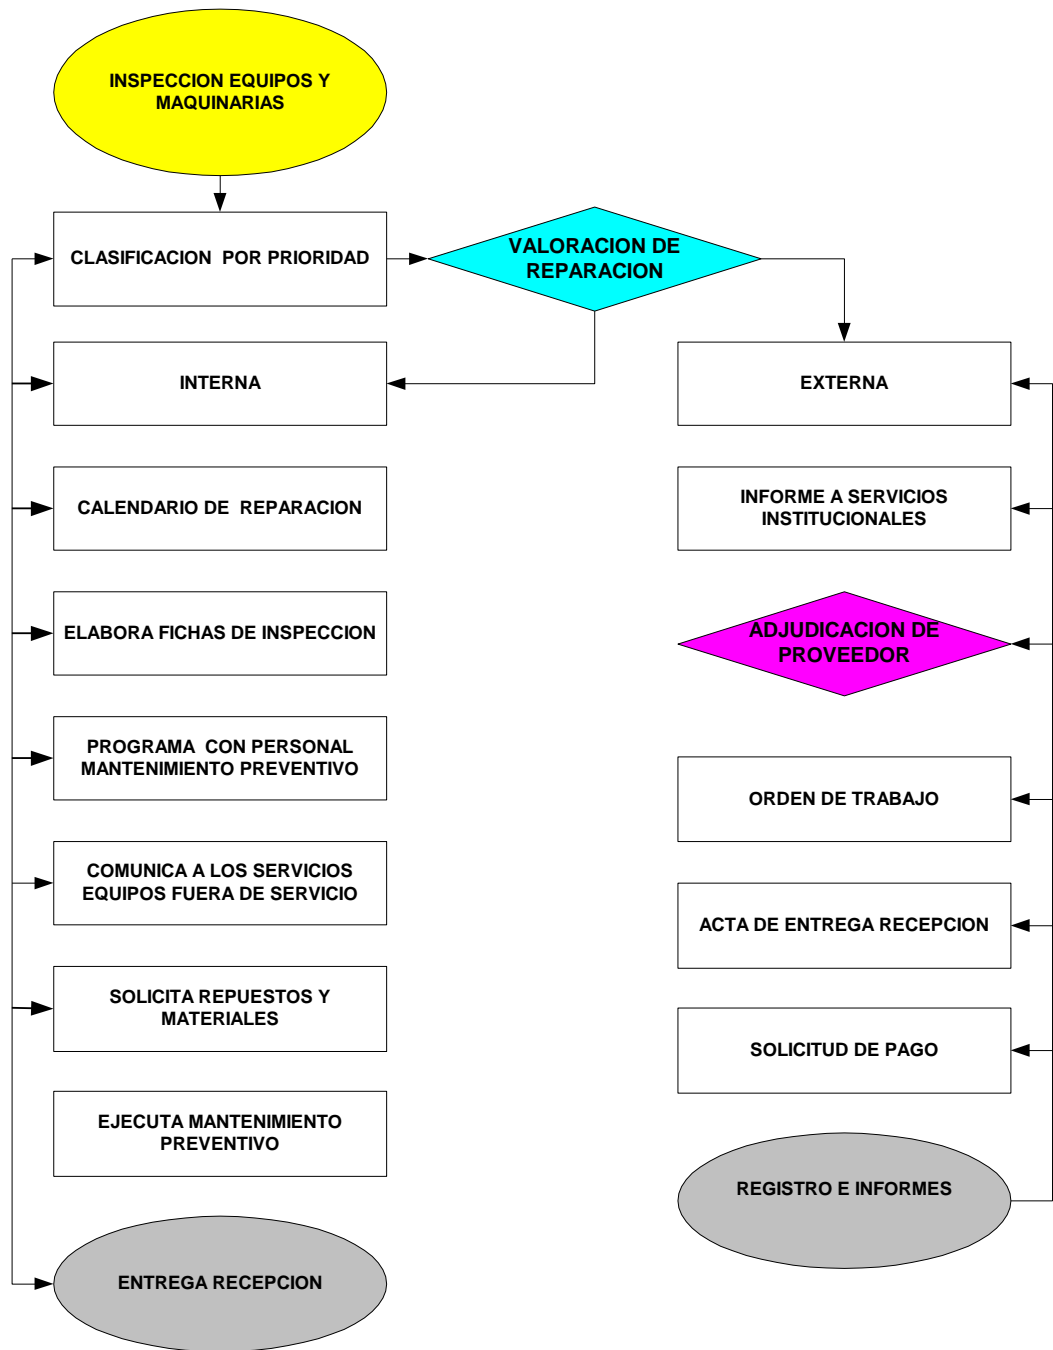 INSPECCION EQUIPOS Y
MAQUINARIAS
CLASIFICACION POR PRIORIDAD
VALORACION DE
REPARACION
INTERNA
EXTERNA
CALENDARIO DE REPARACION
INFORME A SERVICIOS
INSTITUCIONALES
ELABORA FICHAS DE INSPECCION
ADJUDICACION DE
PROVEEDOR
PROGRAMA CON PERSONAL
MANTENIMIENTO PREVENTIVO
ORDEN DE TRABAJO
COMUNICA A LOS SERVICIOS
EQUIPOS FUERA DE SERVICIO
ACTA DE ENTREGA RECEPCION
SOLICITA REPUESTOS Y
MATERIALES
SOLICITUD DE PAGO
EJECUTA MANTENIMIENTO
PREVENTIVO
REGISTRO E INFORMES
ENTREGA RECEPCION